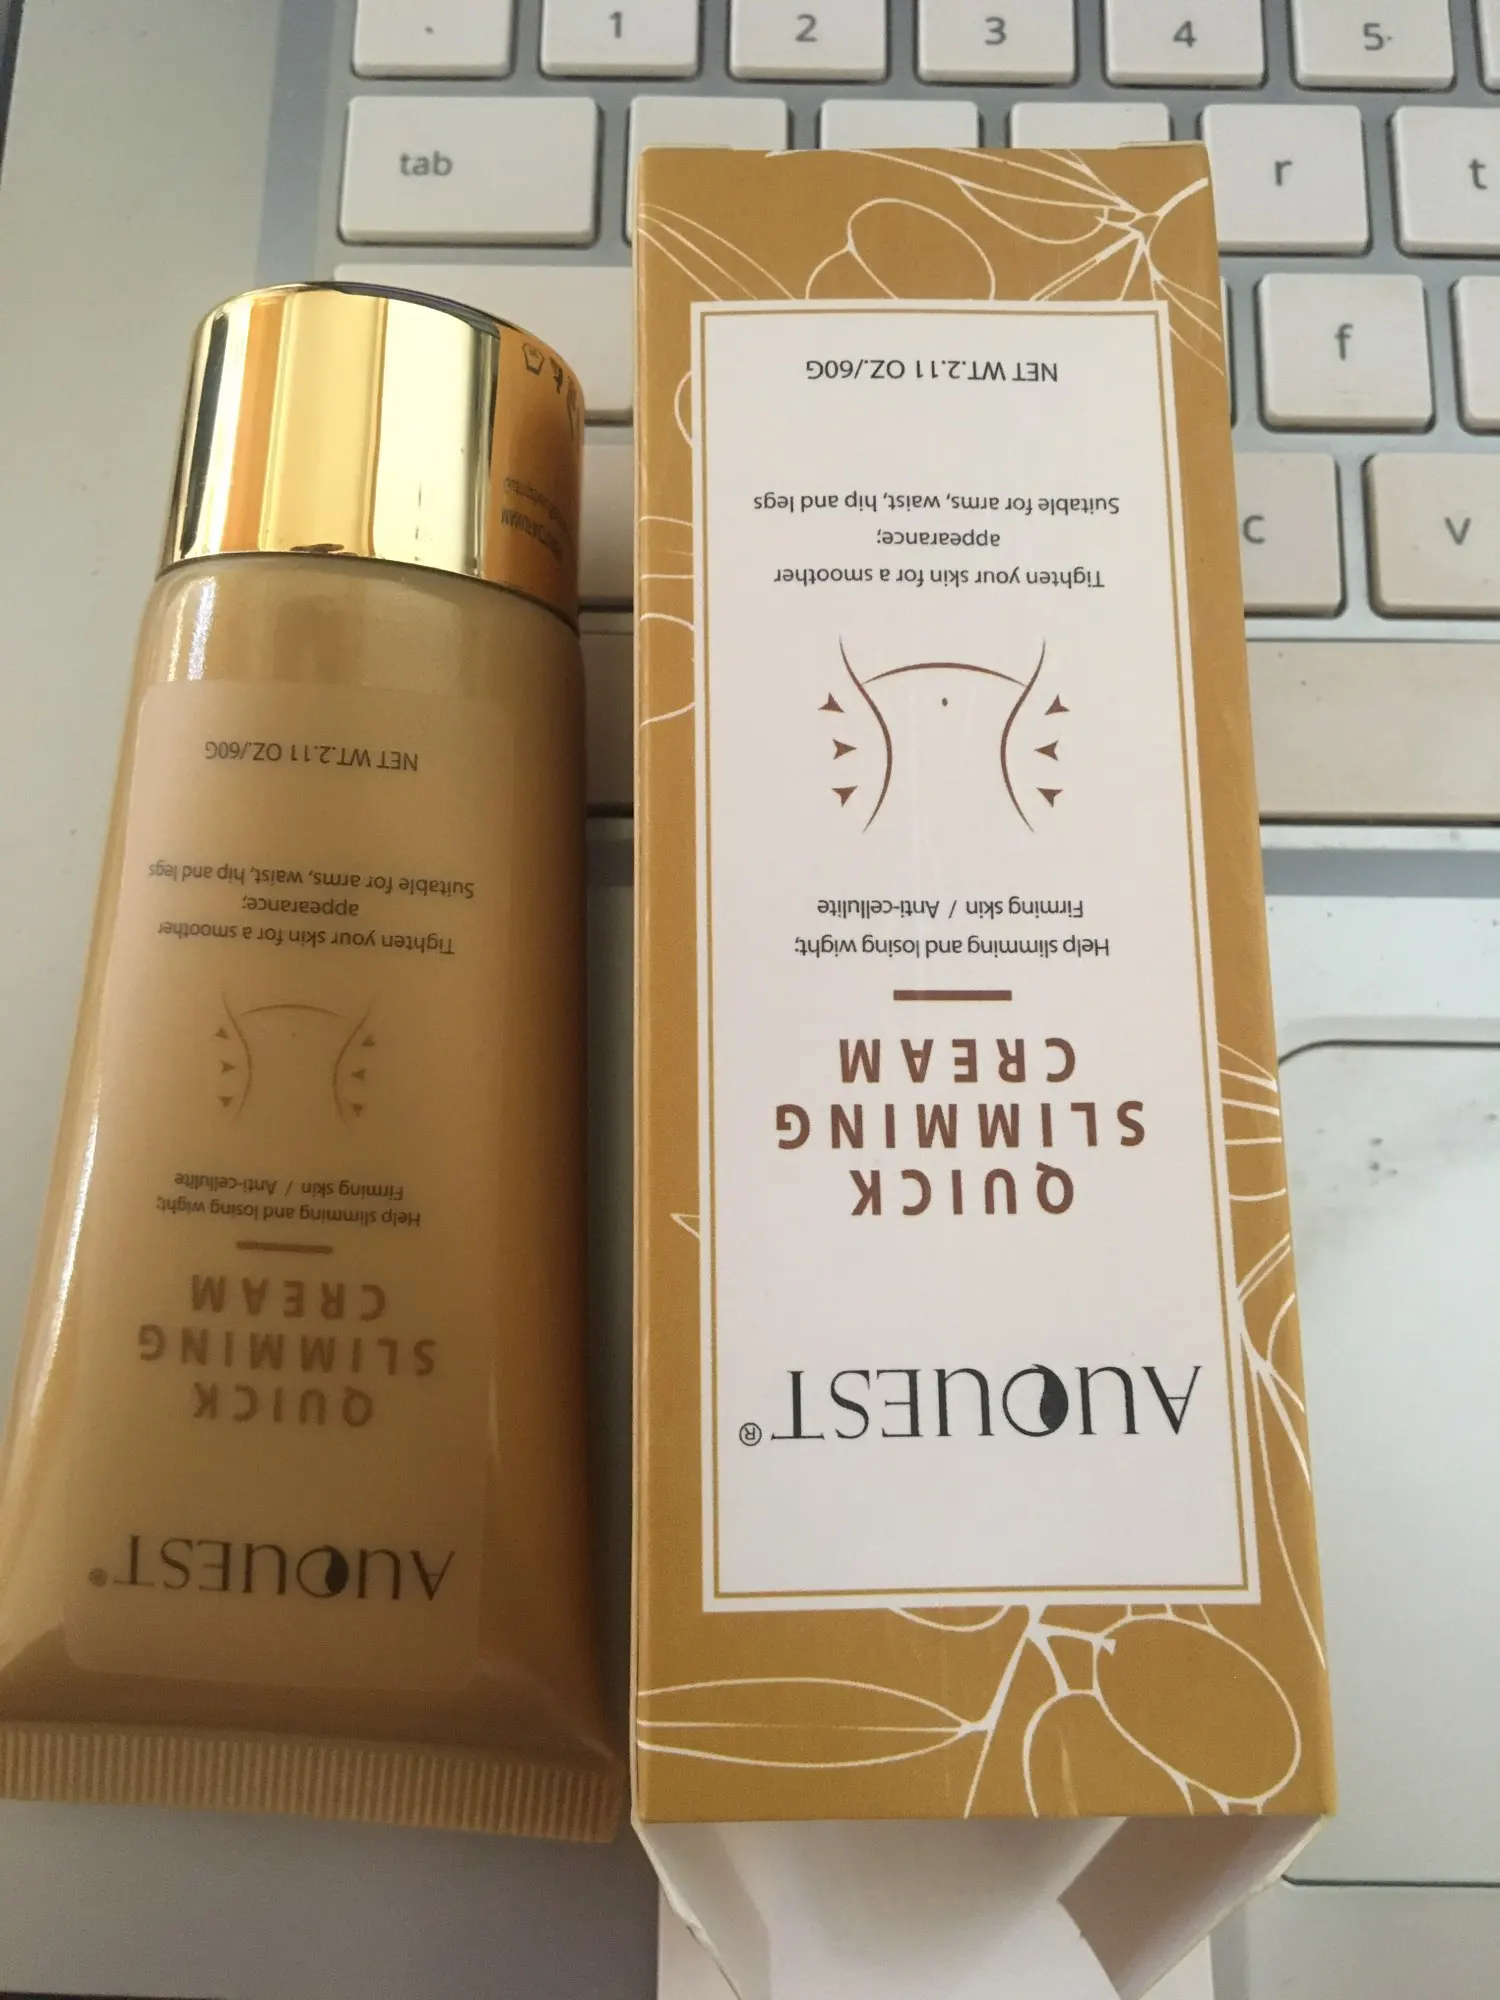 AUQUEST®
QUICK
SLIMMING
CREAM
Help slimming and losing wight;
Firming skin / Anti-cellulite
Tighten your skin for a smoother
appearance;
Suitable for arms, waist, hip and legs
NET WT.2.11 OZ./60G
AUQUEST®
QUICK
SLIMMING
CREAM
Help slimming and losing wight;
Firming skin / Anti-cellulite
Tighten your skin for a smoother
appearance;
Suitable for arms, waist, hip and legs
NET WT.2.11 OZ./60G
1
2
3
4
5
tab
r
t
f
c
v